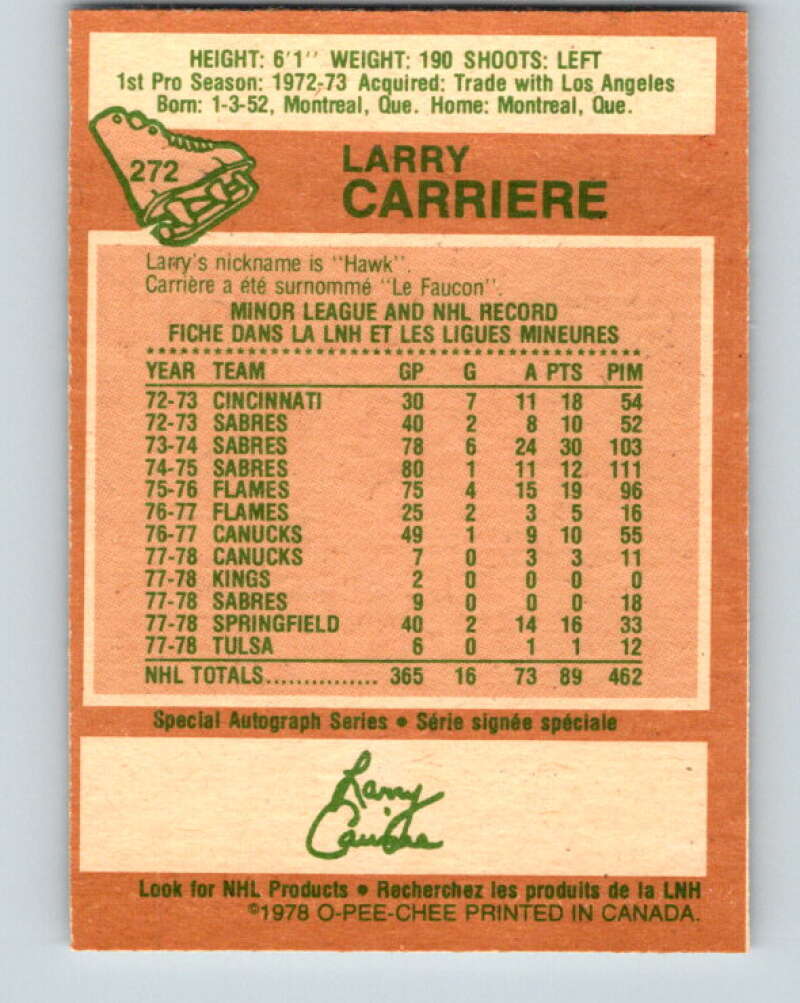 HEIGHT: 6'1'' WEIGHT: 190 SHOOTS: LEFT
1st Pro Season: 1972-73 Acquired: Trade with Los Angeles
Born: 1-3-52, Montreal, Que. Home: Montreal, Que.
272
LARRY
CARRIERE
Larry's nickname is "Hawk".
Carrière a été surnommé "Le Faucon".
MINOR LEAGUE AND NHL RECORD
FICHE DANS LA LNH ET LES LIGUES MINEURES
YEAR TEAM GP G A PTS PIM
72-73 CINCINNATI 30 7 11 18 54
72-73 SABRES 40 2 8 10 52
73-74 SABRES 78 6 24 30 103
74-75 SABRES 80 1 11 12 111
75-76 FLAMES 75 4 15 19 96
76-77 FLAMES 25 2 3 5 16
76-77 CANUCKS 49 1 9 10 55
77-78 CANUCKS 7 0 3 3 11
77-78 KINGS 2 0 0 0 0
77-78 SABRES 9 0 0 0 18
77-78 SPRINGFIELD 40 2 14 16 33
77-78 TULSA 6 0 1 1 12
NHL TOTALS............... 365 16 73 89 462
Special Autograph Series • Série signée spéciale
Larry
Carriere
Look for NHL Products • Recherchez les produits de la LNH
©1978 O-PEE-CHEE PRINTED IN CANADA.